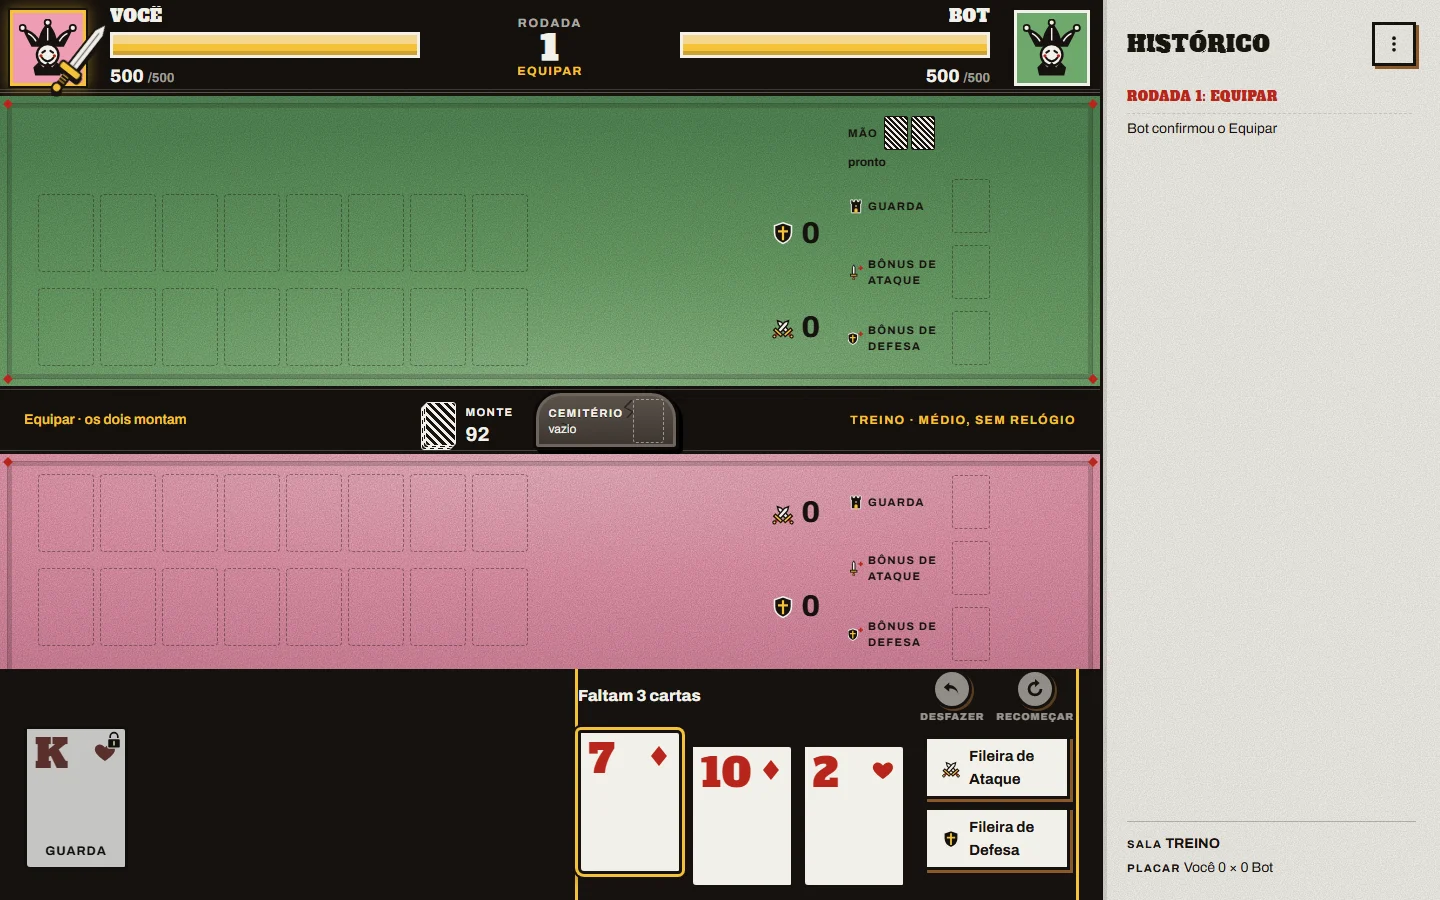 VOCÊ
500 /500
RODADA
1
EQUIPAR
BOT
500 /500
HISTÓRICO
RODADA 1: EQUIPAR
Bot confirmou o Equipar
MÃO
pronto
GUARDA
0
BÔNUS DE
ATAQUE
0
BÔNUS DE
DEFESA
Equipar · os dois montam
MONTE
92
CEMITÉRIO
vazio
TREINO · MÉDIO, SEM RELÓGIO
GUARDA
0
BÔNUS DE
ATAQUE
0
BÔNUS DE
DEFESA
Faltam 3 cartas
DESFAZER
RECOMEÇAR
K
GUARDA
7
10
2
Fileira de
Ataque
Fileira de
Defesa
SALA TREINO
PLACAR Você 0 × 0 Bot